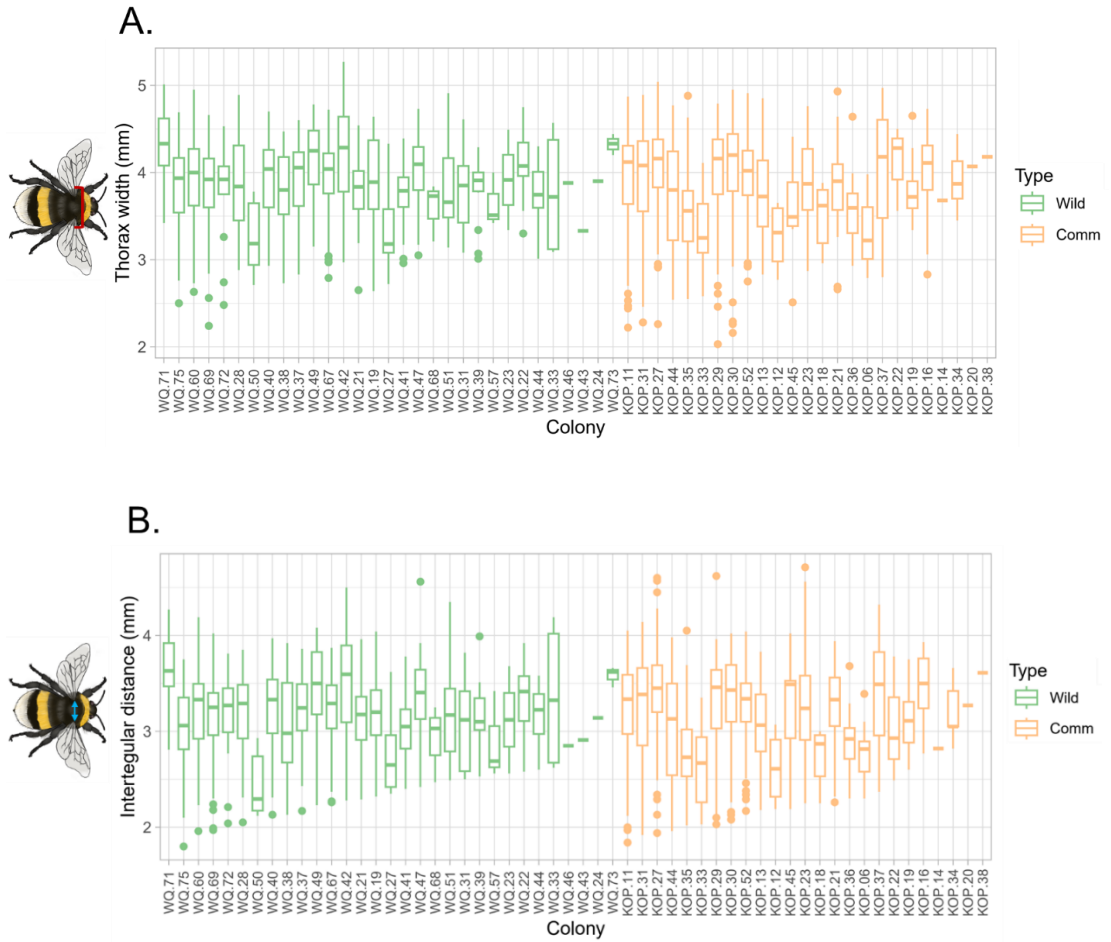 A.
Thorax width (mm)
5
4
3
2
WQ.71 WQ.75 WQ.60 WQ.69 WQ.72 WQ.28 WQ.50 WQ.40 WQ.38 WQ.37 WQ.49 WQ.67 WQ.42 WQ.21 WQ.19 WQ.27 WQ.41 WQ.47 WQ.68 WQ.51 WQ.31 WQ.39 WQ.57 WQ.23 WQ.22 WQ.44 WQ.33 WQ.46 WQ.43 WQ.24 WQ.73 KOP.11 KOP.31 KOP.27 KOP.44 KOP.35 KOP.33 KOP.29 KOP.30 KOP.52 KOP.13 KOP.12 KOP.45 KOP.23 KOP.18 KOP.21 KOP.36 KOP.06 KOP.37 KOP.22 KOP.19 KOP.16 KOP.14 KOP.34 KOP.20 KOP.38
Colony
Type
Wild
Comm
B.
Intertegular distance (mm)
4
3
2
WQ.71 WQ.75 WQ.60 WQ.69 WQ.72 WQ.28 WQ.50 WQ.40 WQ.38 WQ.37 WQ.49 WQ.67 WQ.42 WQ.21 WQ.19 WQ.27 WQ.41 WQ.47 WQ.68 WQ.51 WQ.31 WQ.39 WQ.57 WQ.23 WQ.22 WQ.44 WQ.33 WQ.46 WQ.43 WQ.24 WQ.73 KOP.11 KOP.31 KOP.27 KOP.44 KOP.35 KOP.33 KOP.29 KOP.30 KOP.52 KOP.13 KOP.12 KOP.45 KOP.23 KOP.18 KOP.21 KOP.36 KOP.06 KOP.37 KOP.22 KOP.19 KOP.16 KOP.14 KOP.34 KOP.20 KOP.38
Colony
Type
Wild
Comm